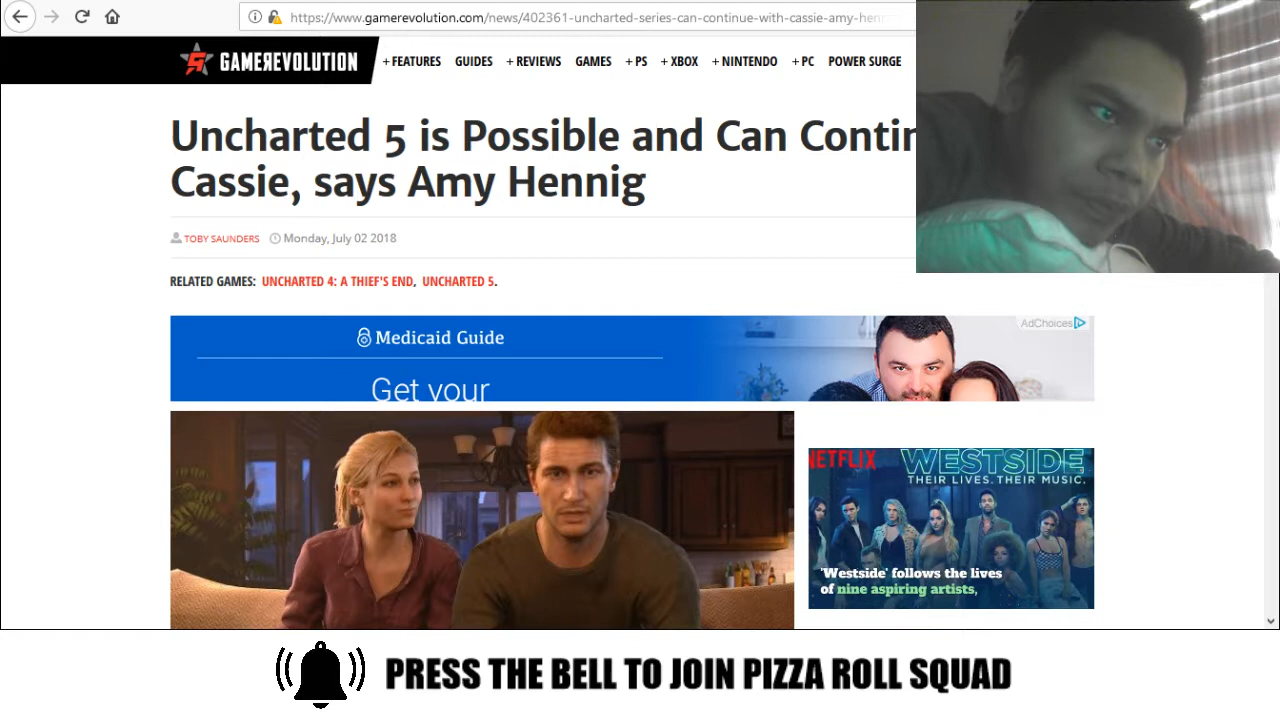 https://www.gamerevolution.com/news/402361-uncharted-series-can-continue-with-cassie-amy-henn
GAMEREVOLUTION
+ FEATURES GUIDES + REVIEWS GAMES + PS + XBOX + NINTENDO + PC POWER SURGE
Uncharted 5 is Possible and Can Contin
Cassie, says Amy Hennig
TOBY SAUNDERS Monday, July 02 2018
RELATED GAMES: UNCHARTED 4: A THIEF'S END, UNCHARTED 5.
AdChoices
Medicaid Guide
Get your
NETFLIX
WESTSIDE
THEIR LIVES. THEIR MUSIC.
'Westside' follows the lives
of nine aspiring artists,
PRESS THE BELL TO JOIN PIZZA ROLL SQUAD